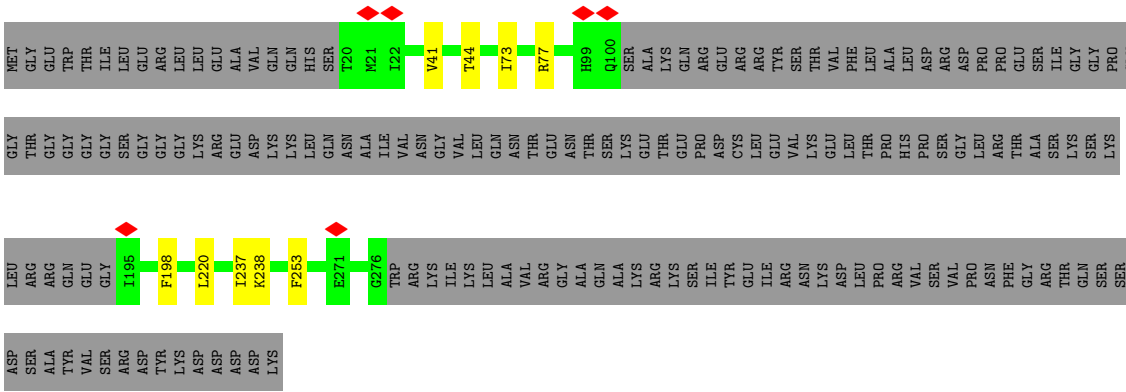 MET GLY GLU TRP THR ILE LEU GLU ARG LEU LEU GLU ALA VAL GLN GLN HIS SER T20 M21 I22 V41 T44 I73 R77 H99 Q100 SER ALA LYS GLN ARG GLU ARG ARG TYR SER THR VAL PHE LEU ALA LEU ASP ARG ASP PRO PRO GLU SER ILE GLY GLY PRO
GLY THR GLY GLY GLY GLY SER GLY GLY GLY LYS ARG GLU ASP LYS LYS LEU GLN ASN ALA ILE VAL ASN GLY VAL LEU GLN ASN THR GLU ASN THR SER LYS GLU THR GLU PRO ASP CYS LEU GLU VAL LYS GLU LEU THR PRO HIS PRO SER GLY LEU ARG THR ALA SER LYS SER LYS
LEU ARG ARG GLN GLU GLY I195 F198 L220 I237 K238 F253 E271 G276 TRP ARG LYS ILE LYS LEU ALA VAL ARG GLY ALA GLN ALA LYS ARG LYS SER ILE TYR GLU ILE ARG ASN LYS ASP LEU PRO ARG VAL SER VAL PRO ASN PHE GLY ARG THR GLN SER SER
ASP SER ALA TYR VAL SER ARG ASP TYR LYS ASP ASP ASP ASP LYS